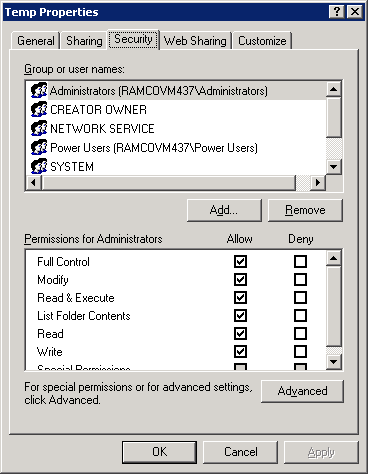 Temp Properties
General Sharing Security Web Sharing Customize
Group or user names:
Administrators (RAMCOVM437\Administrators)
CREATOR OWNER
NETWORK SERVICE
Power Users (RAMCOVM437\Power Users)
SYSTEM
Add... Remove
Permissions for Administrators Allow Deny
Full Control
Modify
Read & Execute
List Folder Contents
Read
Write
Special Permissions
For special permissions or for advanced settings,
click Advanced.
Advanced
OK Cancel Apply